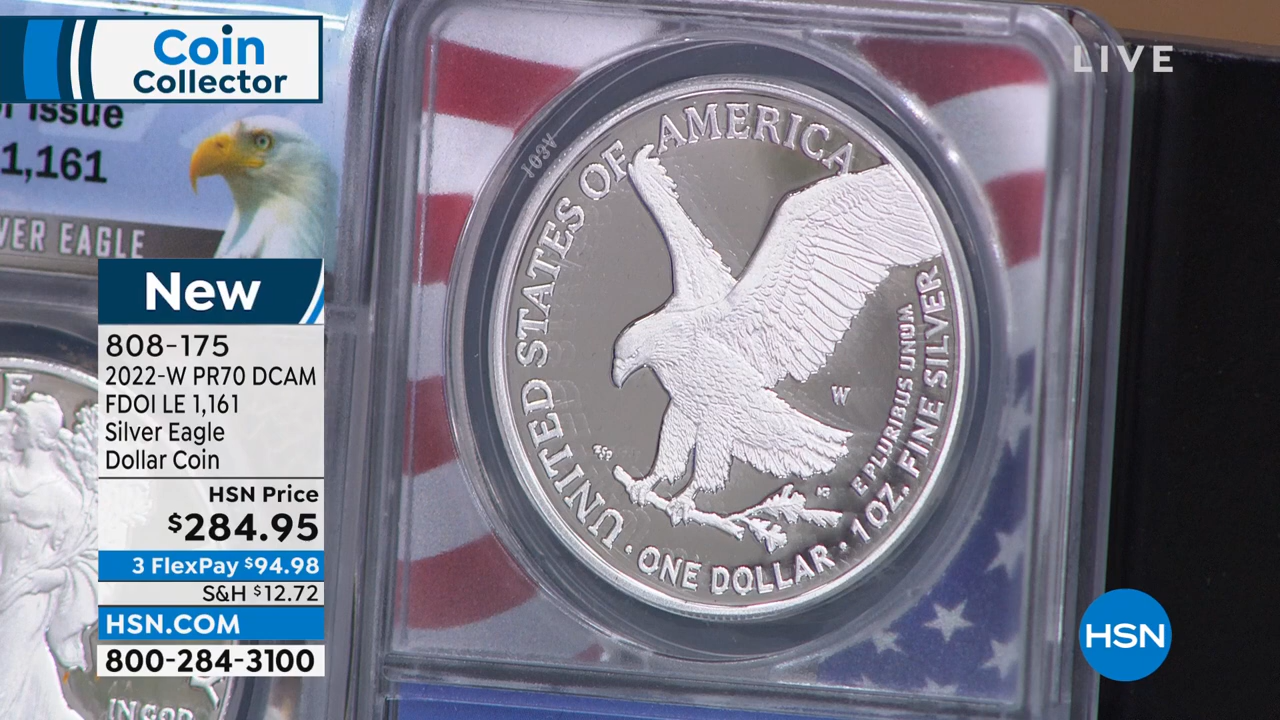 Coin
Collector
LIVE
Issue
1,161
VER EAGLE
New
808-175
2022-W PR70 DCAM
FDOI LE 1,161
Silver Eagle
Dollar Coin
HSN Price
$284.95
3 FlexPay $94.98
S&H $12.72
HSN.COM
800-284-3100
IN GOD
UNITED STATES OF AMERICA
W
E PLURIBUS UNUM
1 OZ. FINE SILVER
· ONE DOLLAR ·
HSN